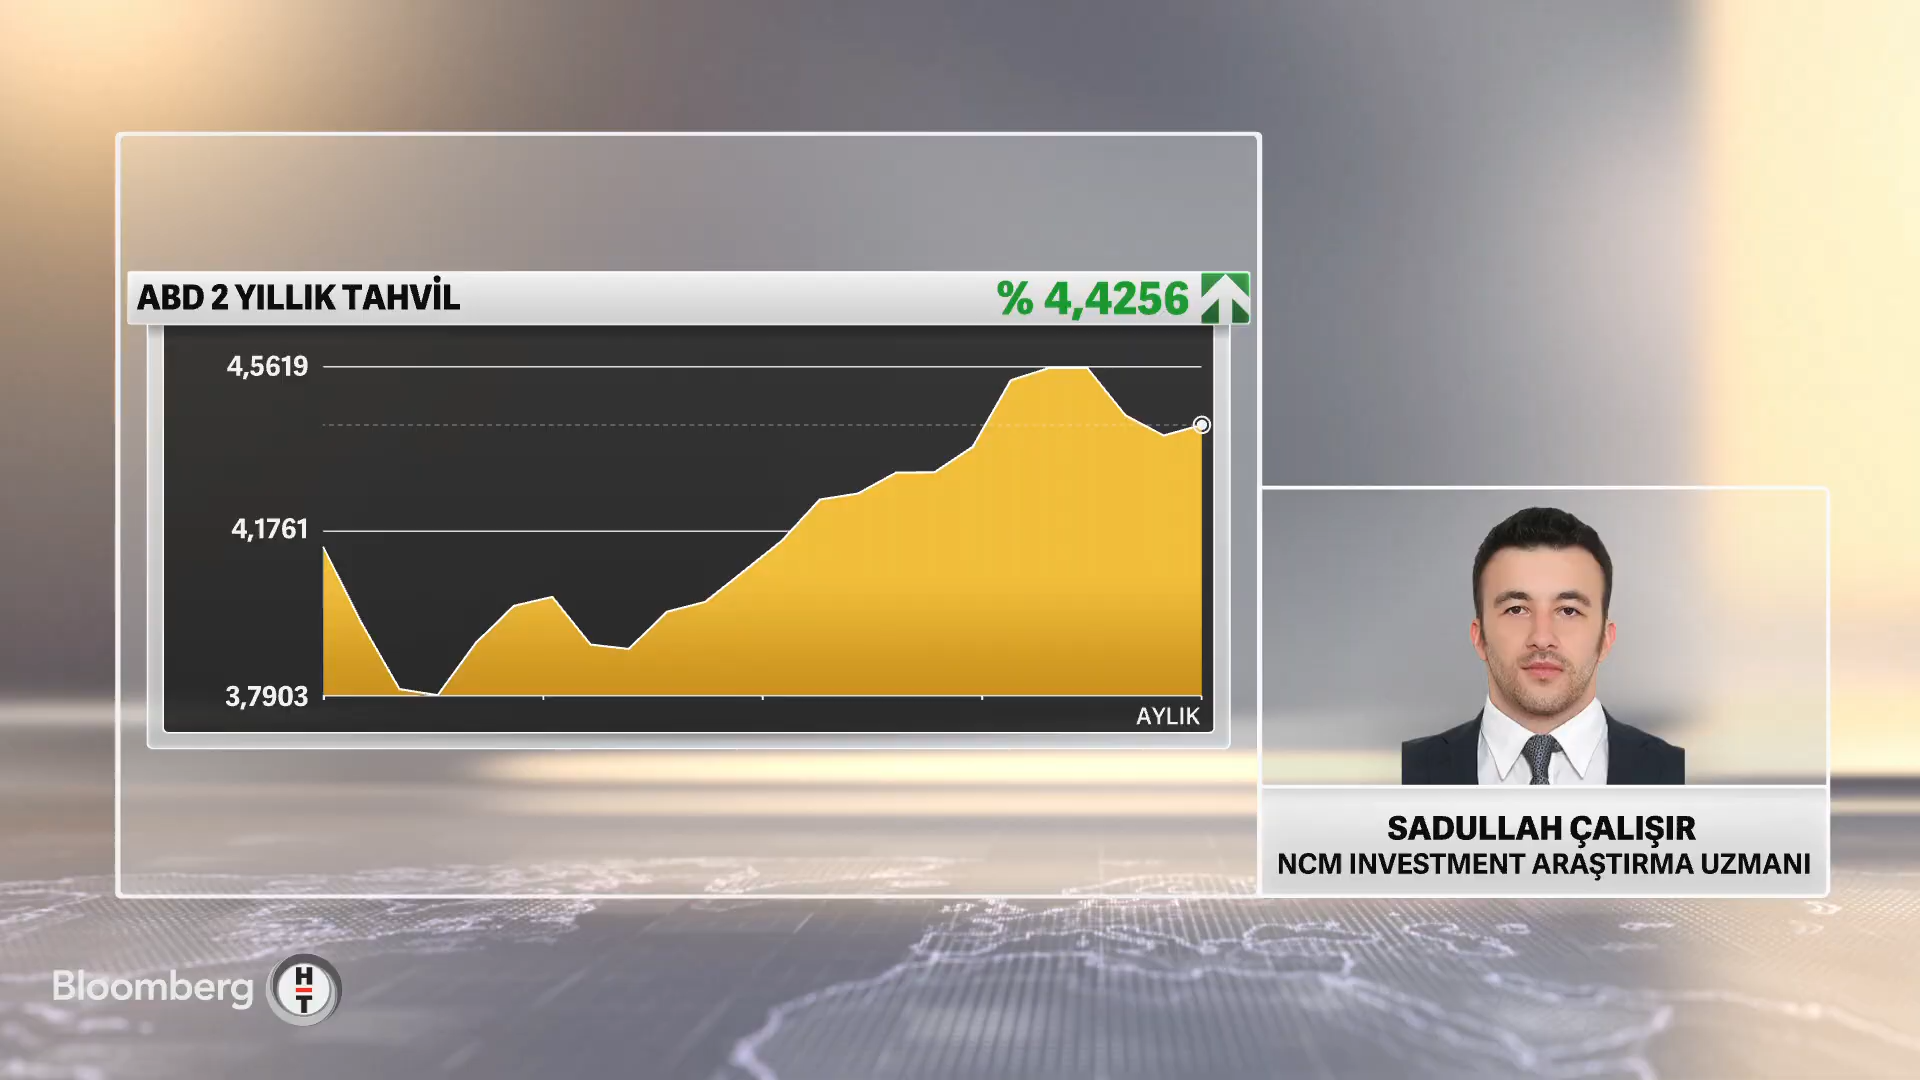 ABD 2 YILLIK TAHVİL
% 4,4256
4,5619
4,1761
3,7903
AYLIK
SADULLAH ÇALIŞIR
NCM INVESTMENT ARAŞTIRMA UZMANI
Bloomberg HT